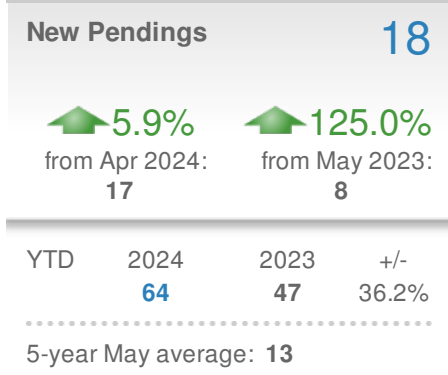 New Pendings 18
5.9% 125.0%
from Apr 2024: from May 2023:
17 8
YTD 2024 2023 +/-
64 47 36.2%
5-year May average: 13